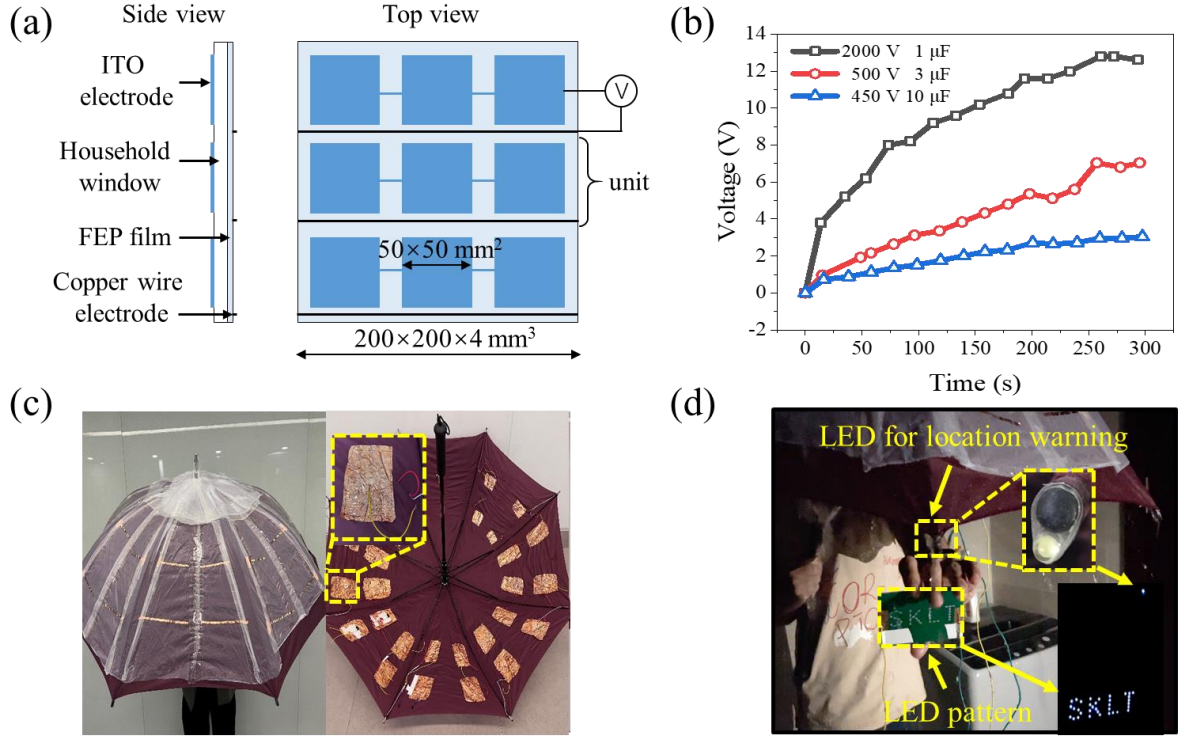 (a)
Side view
Top view
ITO
electrode
Household
window
FEP film
Copper wire
electrode
V
unit
50×50 mm²
200×200×4 mm³
(b)
14
12
10
8
6
4
2
0
-2
Voltage (V)
2000 V 1 μF
500 V 3 μF
450 V 10 μF
0 50 100 150 200 250 300
Time (s)
(c)
(d)
LED for location warning
SKLT
LED pattern
SKLT